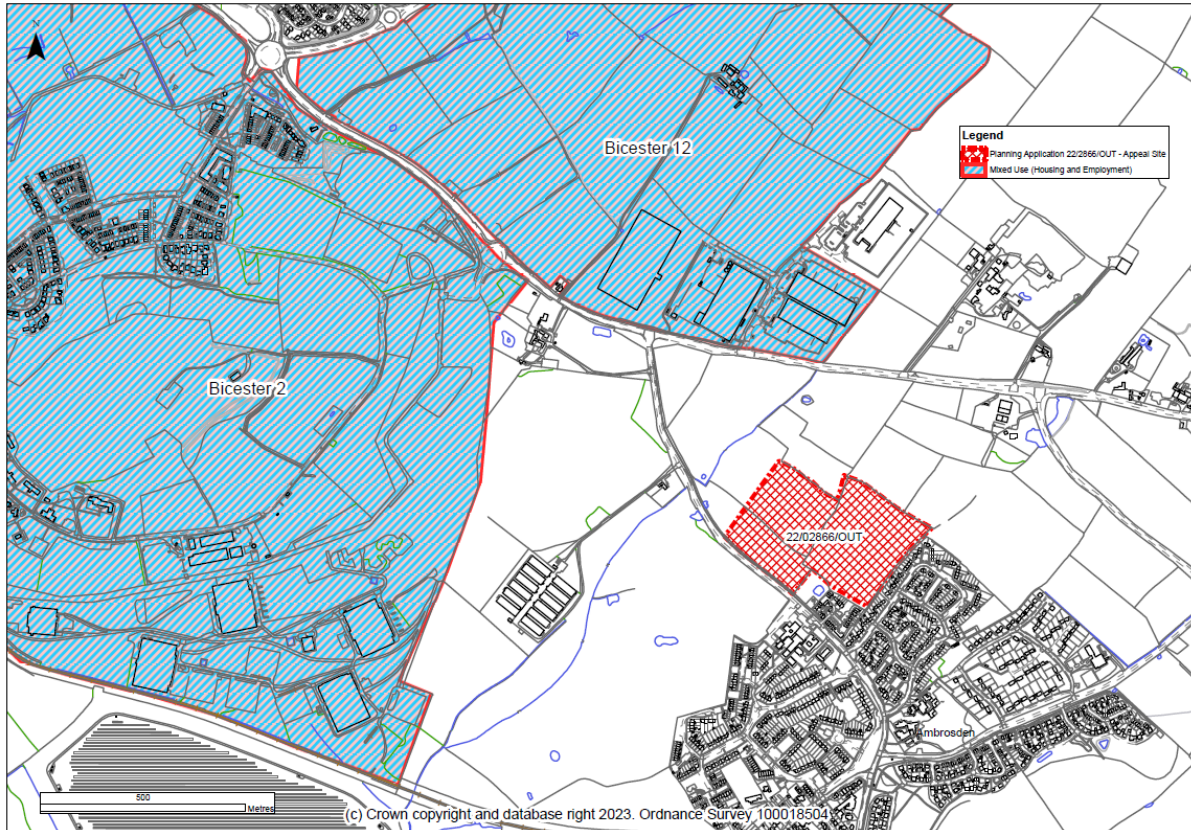 N
Bicester 12
Legend
Planning Application 22/2866/OUT - Appeal Site
Mixed Use (Housing and Employment)
Bicester 2
22/02866/OUT
Ambrosden
500
Metres
(c) Crown copyright and database right 2023. Ordnance Survey 100018504